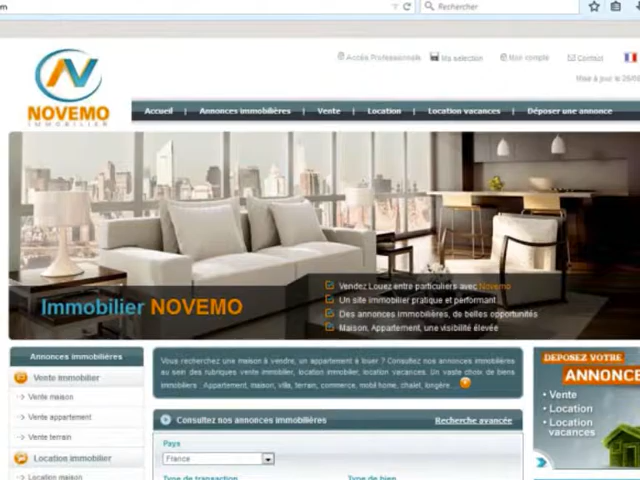 Rechercher
Accès Professionnels
Ma selection
Mon compte
Contact
Mise à jour le
NOVEMO
IMMOBILIER
Accueil | Annonces immobilières | Vente | Location | Location vacances | Déposer une annonce
Vendez Louez entre particuliers avec Novemo
Un site immobilier pratique et performant
Des annonces immobilières, de belles opportunités
Maison, Appartement, une visibilité élevée
Immobilier NOVEMO
Annonces immobilières
Vente immobilier
Vente maison
Vente appartement
Vente terrain
Location immobilier
Location maison
Vous recherchez une maison à vendre, un appartement à louer ? Consultez nos annonces immobilières
au sein des rubriques vente immobilier, location immobilier, location vacances. Un vaste choix de biens
immobiliers : Appartement, maison, villa, terrain, commerce, mobil home, chalet, longère ...
Consultez nos annonces immobilières
Recherche avancée
Pays
France
Type de transaction
Type de bien
DEPOSEZ VOTRE
ANNONCE
• Vente
• Location
• Location
vacances